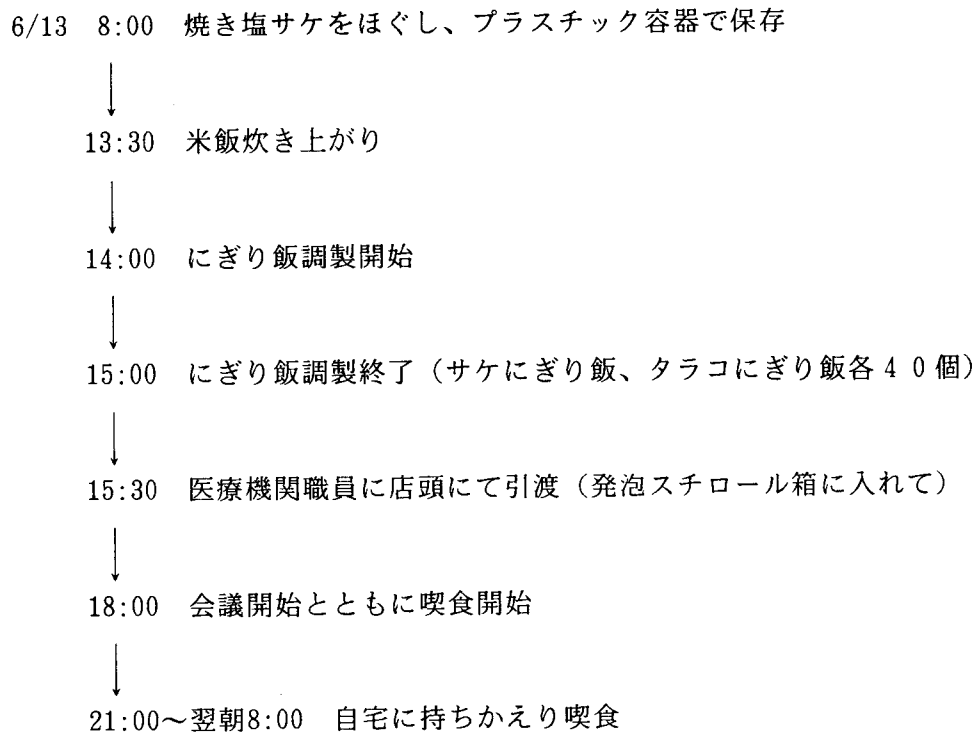 6/13 8:00 焼き塩サケをほぐし、プラスチック容器で保存
13:30 米飯炊き上がり
14:00 にぎり飯調製開始
15:00 にぎり飯調製終了（サケにぎり飯、タラコにぎり飯各４０個）
15:30 医療機関職員に店頭にて引渡（発泡スチロール箱に入れて）
18:00 会議開始とともに喫食開始
21:00～翌朝8:00 自宅に持ちかえり喫食